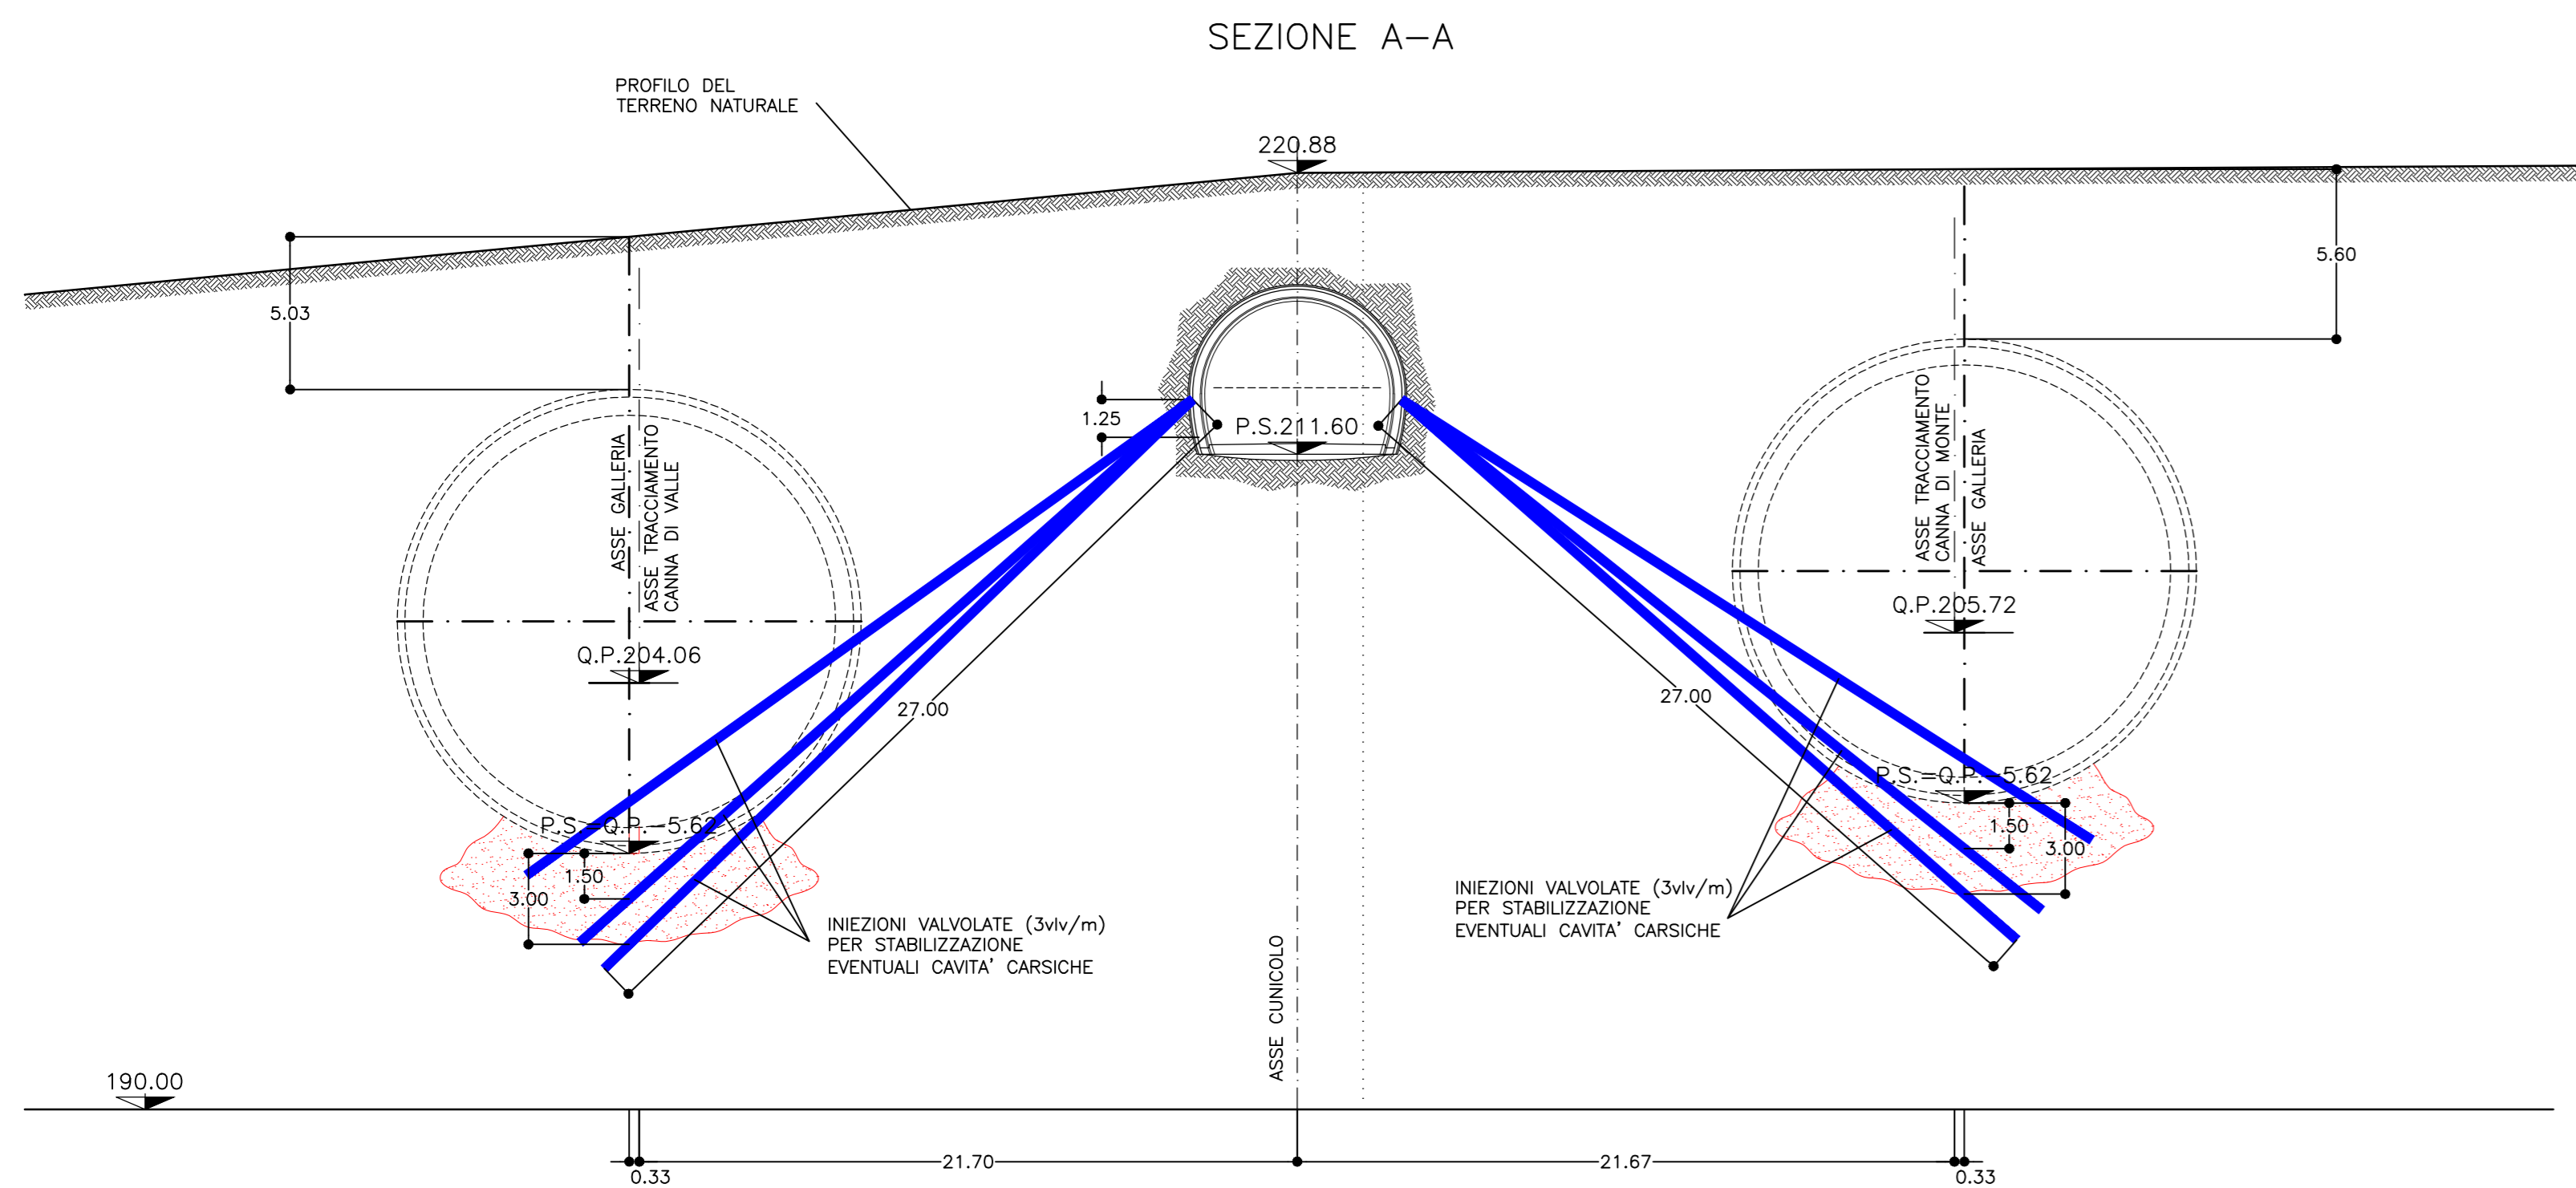 SEZIONE A-A
PROFILO DEL
TERRENO NATURALE
220.88
5.03
5.60
1.25
P.S.211.60
ASSE GALLERIA
ASSE TRACCIAMENTO
CANNA DI VALLE
ASSE TRACCIAMENTO
CANNA DI MONTE
ASSE GALLERIA
Q.P.204.06
Q.P.205.72
27.00
27.00
P.S.=Q.P.-5.62
P.S.=Q.P.-5.62
1.50
3.00
1.50
3.00
INIEZIONI VALVOLATE (3vlv/m)
PER STABILIZZAZIONE
EVENTUALI CAVITA' CARSICHE
INIEZIONI VALVOLATE (3vlv/m)
PER STABILIZZAZIONE
EVENTUALI CAVITA' CARSICHE
ASSE CUNICOLO
190.00
0.33
21.70
21.67
0.33